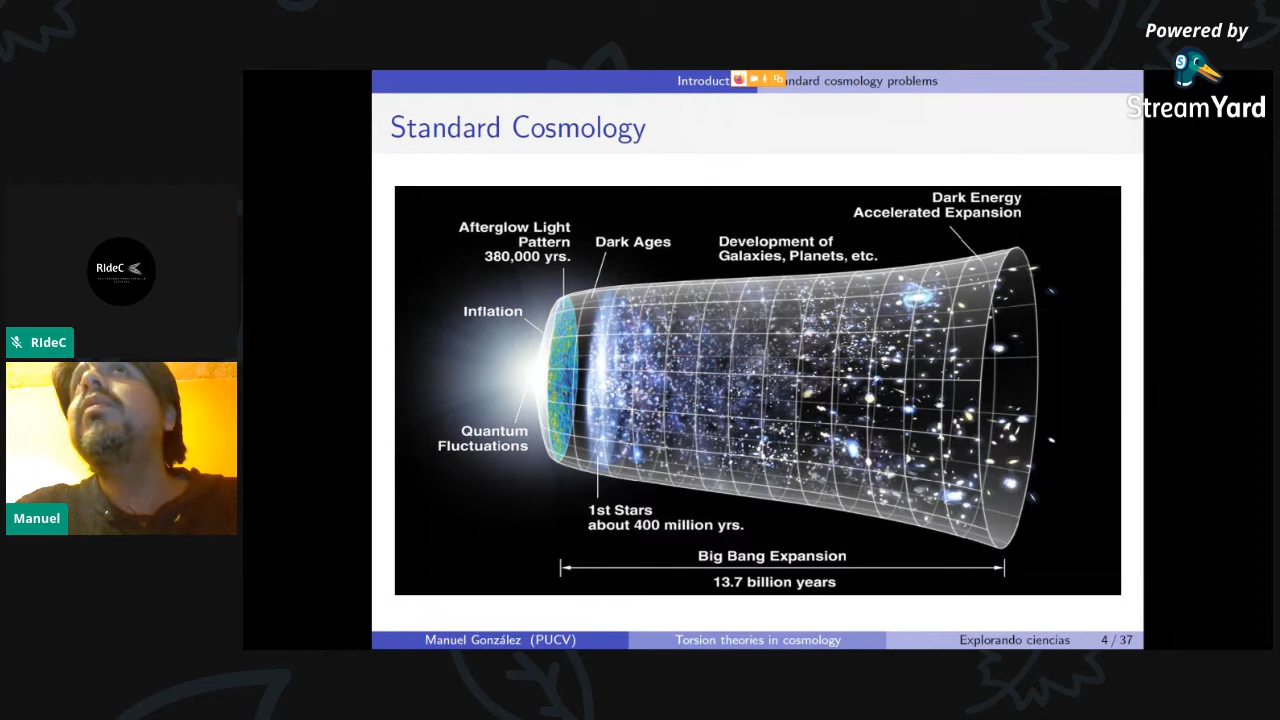 Powered by
StreamYard
Introduct
andard cosmology problems
Standard Cosmology
Dark Energy
Accelerated Expansion
Afterglow Light
Pattern
380,000 yrs.
Dark Ages
Development of
Galaxies, Planets, etc.
Inflation
Quantum
Fluctuations
1st Stars
about 400 million yrs.
Big Bang Expansion
13.7 billion years
RIdeC
RIdeC
Manuel
Manuel González (PUCV)
Torsion theories in cosmology
Explorando ciencias
4 / 37